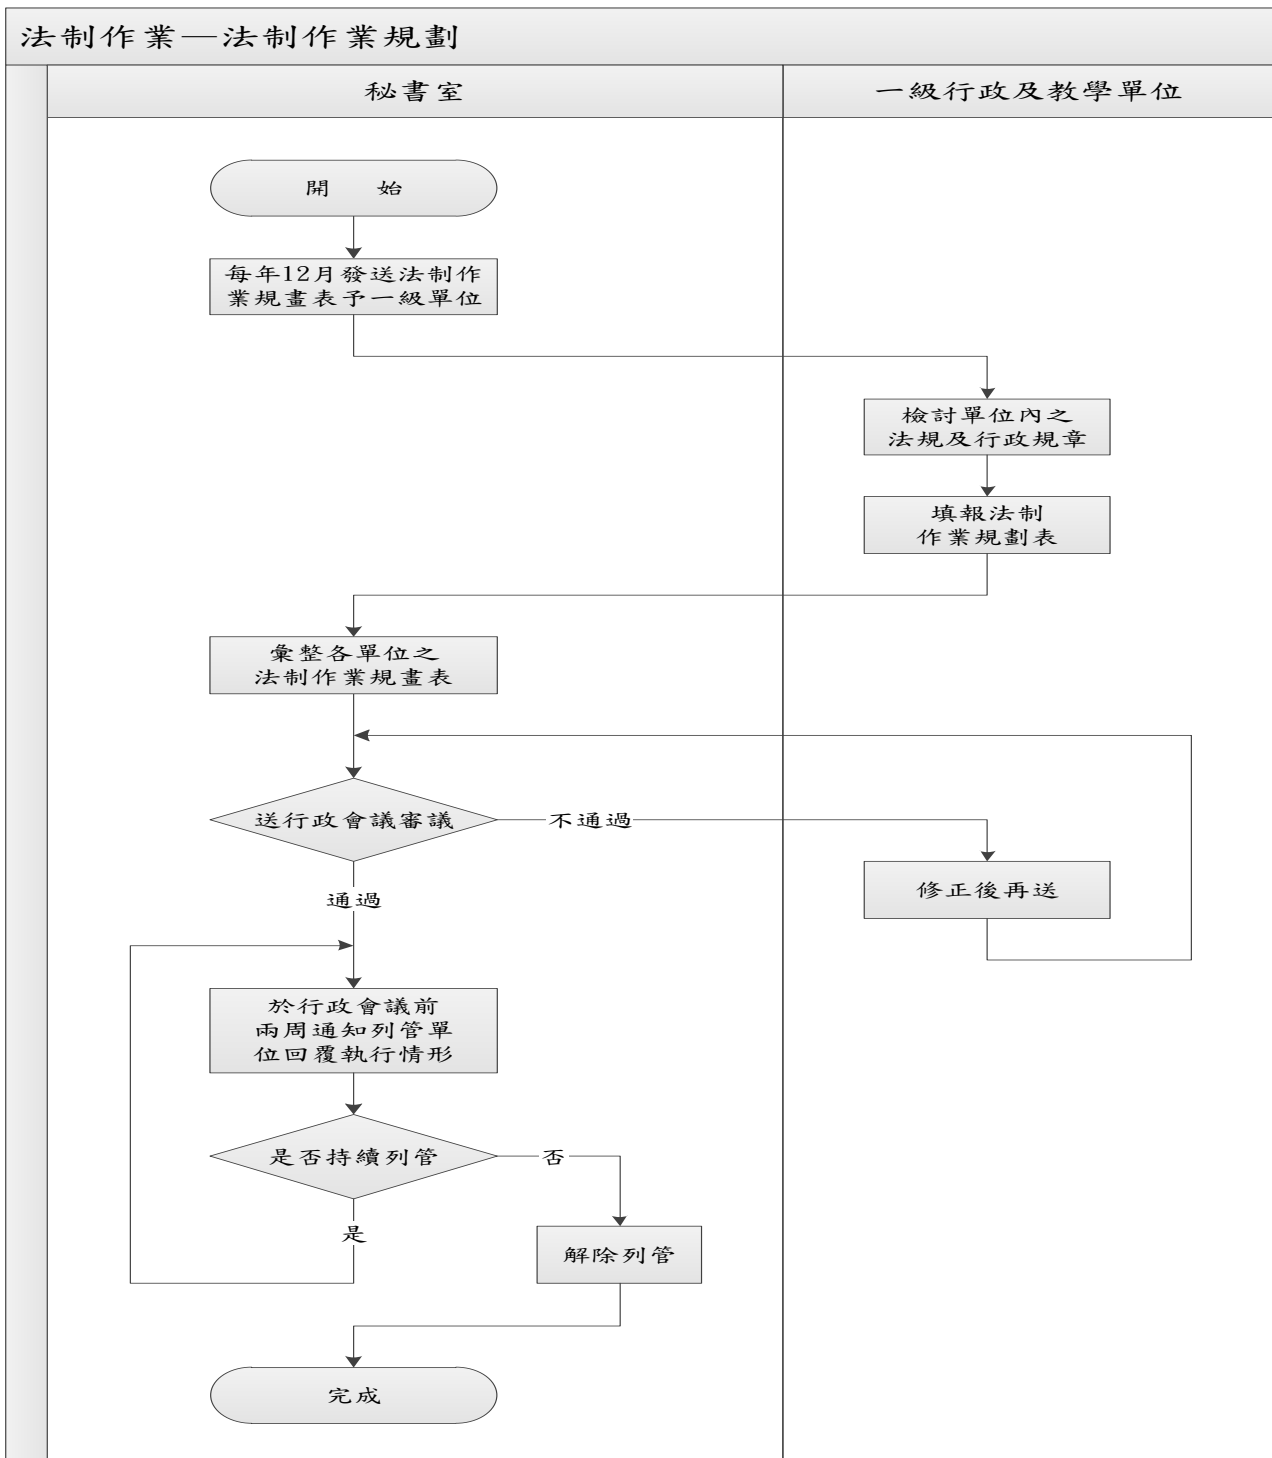 法制作業—法制作業規劃
秘書室
一級行政及教學單位
開 始
每年12月發送法制作
業規畫表予一級單位
檢討單位內之
法規及行政規章
填報法制
作業規劃表
彙整各單位之
法制作業規畫表
送行政會議審議
不通過
修正後再送
通過
於行政會議前
兩周通知列管單
位回覆執行情形
是否持續列管
否
是
解除列管
完成